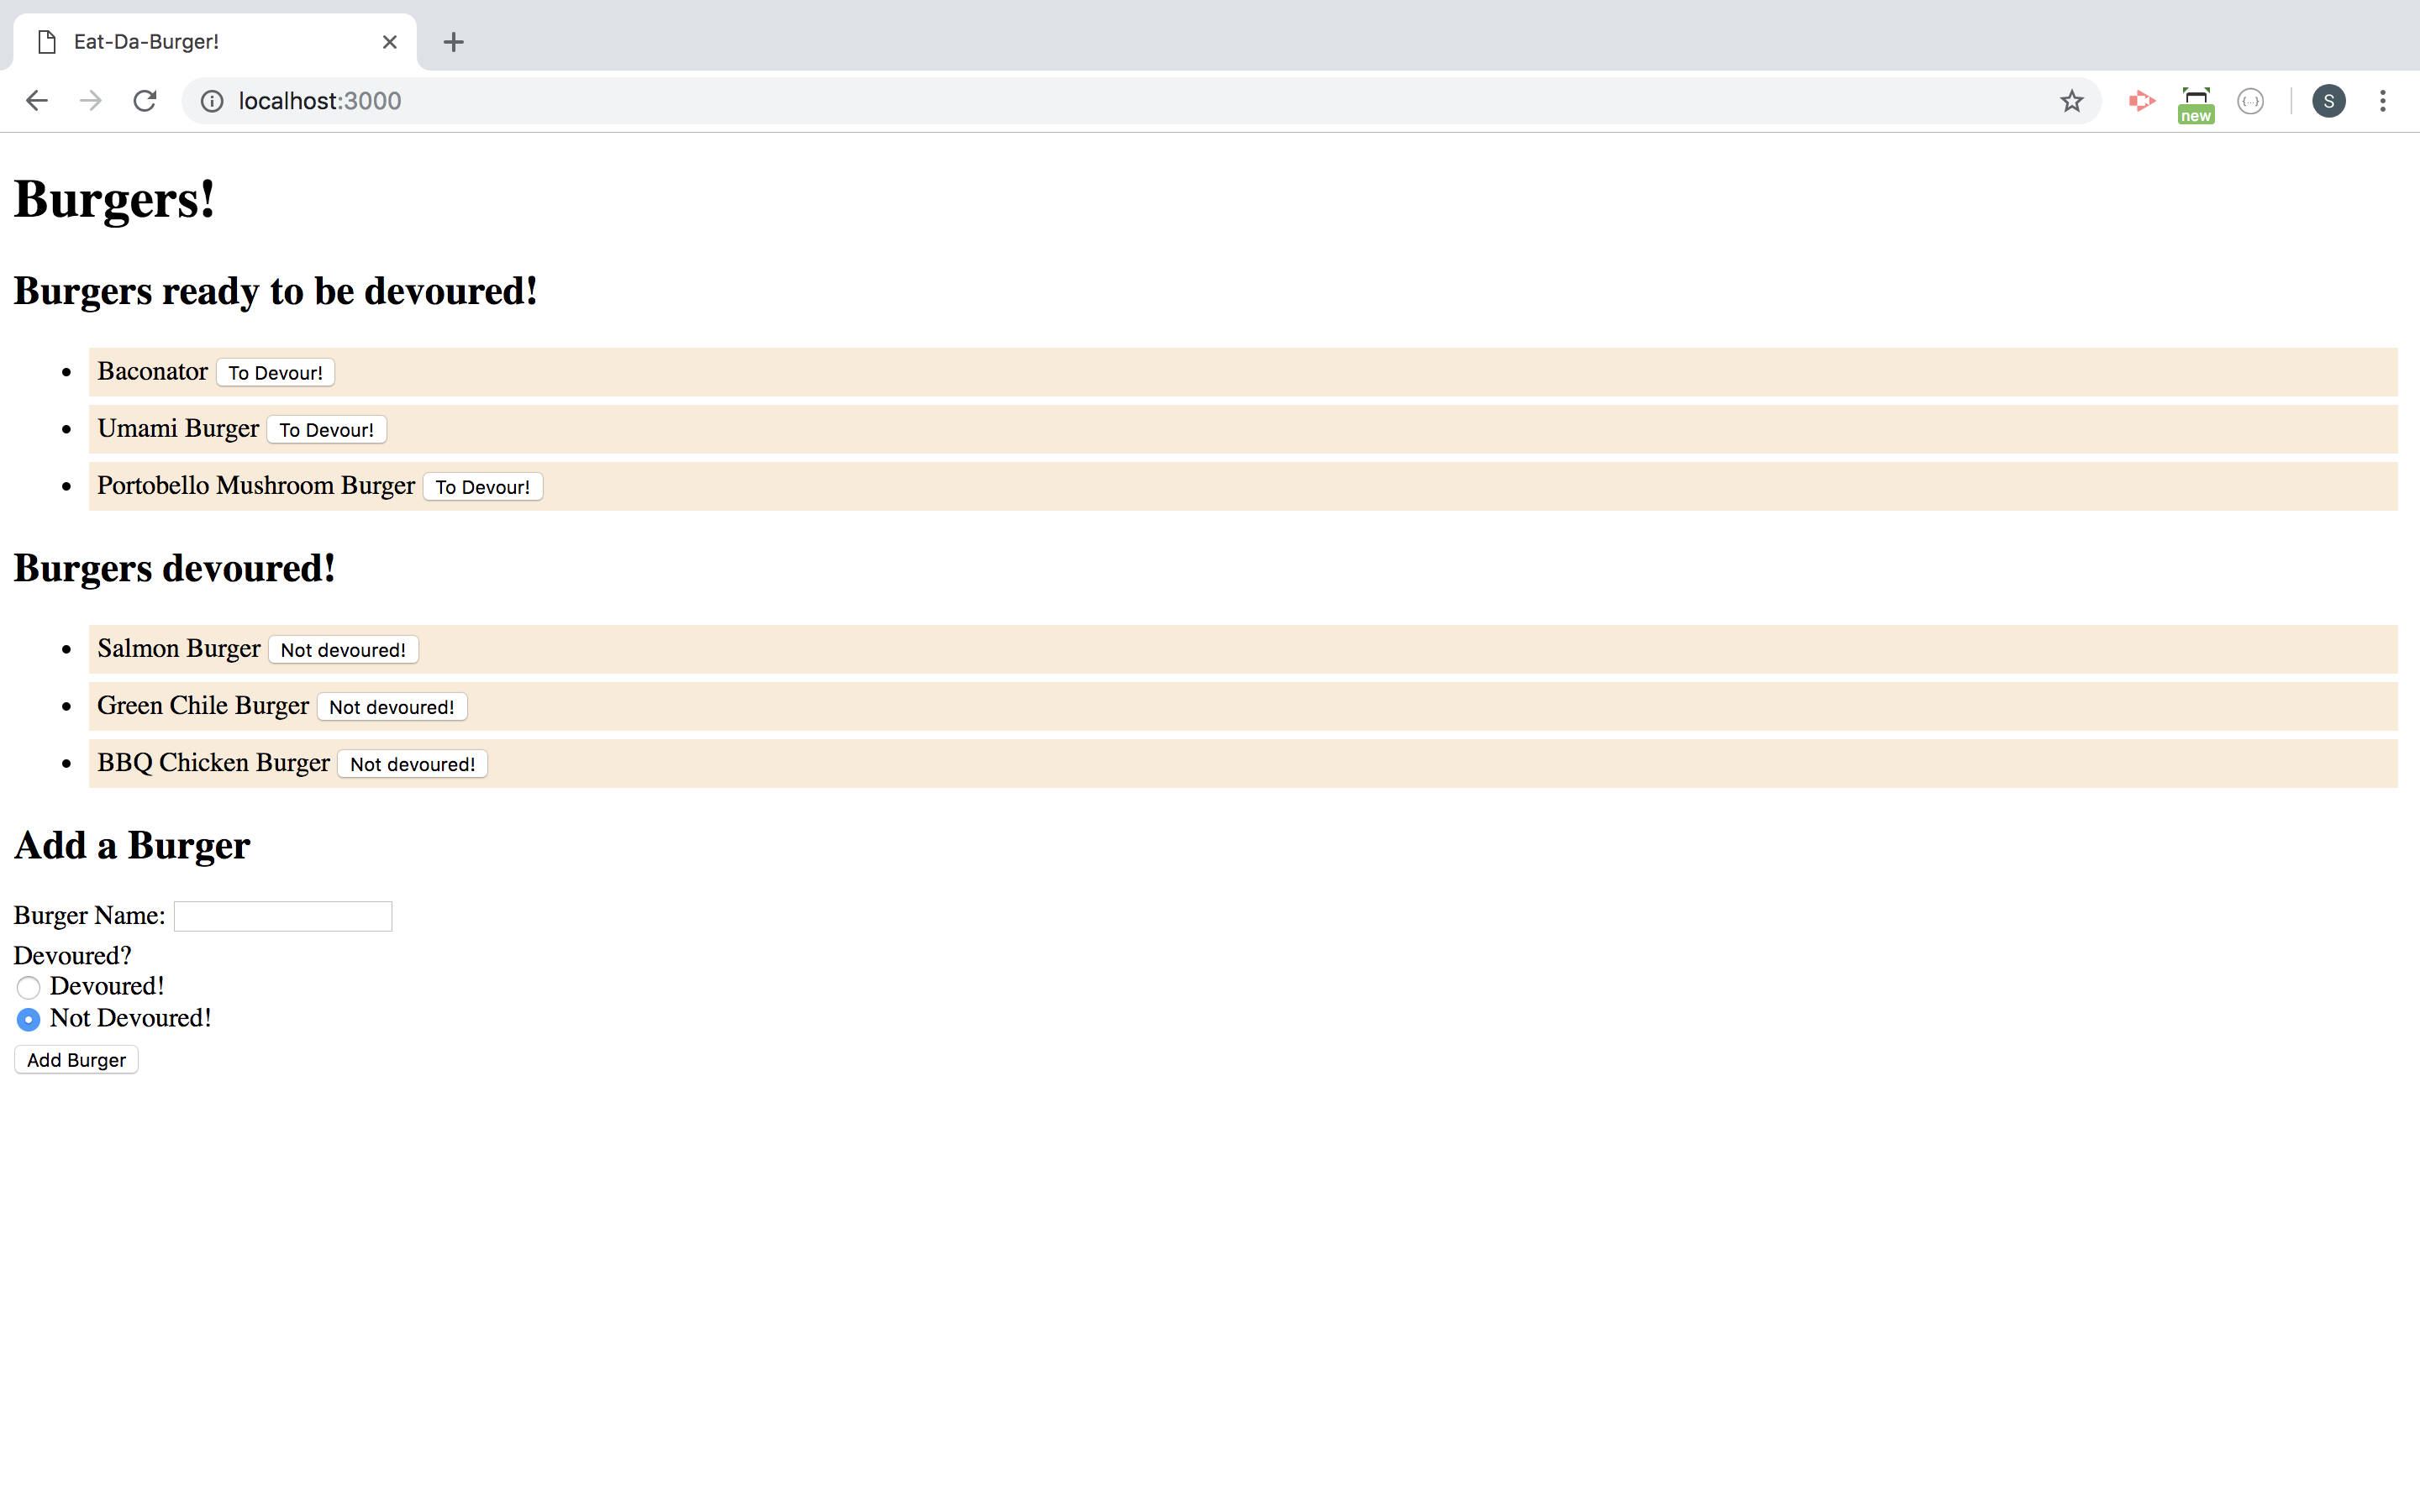 Eat-Da-Burger!
localhost:3000
new
S
Burgers!
Burgers ready to be devoured!
Baconator To Devour!
Umami Burger To Devour!
Portobello Mushroom Burger To Devour!
Burgers devoured!
Salmon Burger Not devoured!
Green Chile Burger Not devoured!
BBQ Chicken Burger Not devoured!
Add a Burger
Burger Name:
Devoured?
Devoured!
Not Devoured!
Add Burger